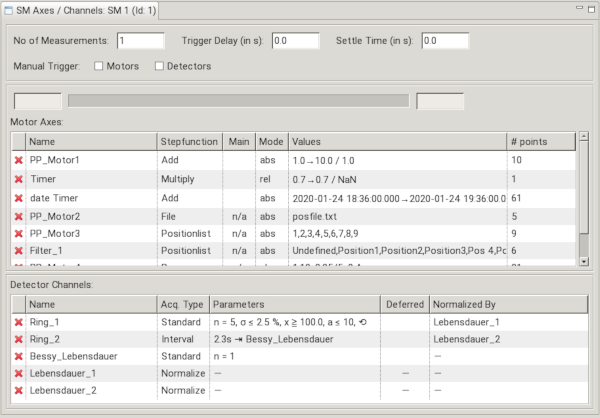 SM Axes / Channels: SM 1 (Id: 1)
No of Measurements: 1 Trigger Delay (in s): 0.0 Settle Time (in s): 0.0
Manual Trigger: Motors Detectors
Motor Axes:
Name Stepfunction Main Mode Values # points
PP_Motor1 Add abs 1.0→10.0 / 1.0 10
Timer Multiply rel 0.7→0.7 / NaN 1
date Timer Add abs 2020-01-24 18:36:00.000→2020-01-24 19:36:00.0 61
PP_Motor2 File n/a abs posfile.txt 5
PP_Motor3 Positionlist n/a abs 1,2,3,4,5,6,7,8,9 9
Filter_1 Positionlist n/a abs Undefined,Position1,Position2,Position3,Pos 4,Po 6
Detector Channels:
Name Acq. Type Parameters Deferred Normalized By
Ring_1 Standard n = 5, σ ≤ 2.5 %, x ≧ 100.0, a ≤ 10, ⟲ Lebensdauer_1
Ring_2 Interval 2.3s ⇥ Bessy_Lebensdauer Lebensdauer_2
Bessy_Lebensdauer Standard n = 1 —
Lebensdauer_1 Normalize — — —
Lebensdauer_2 Normalize — — —